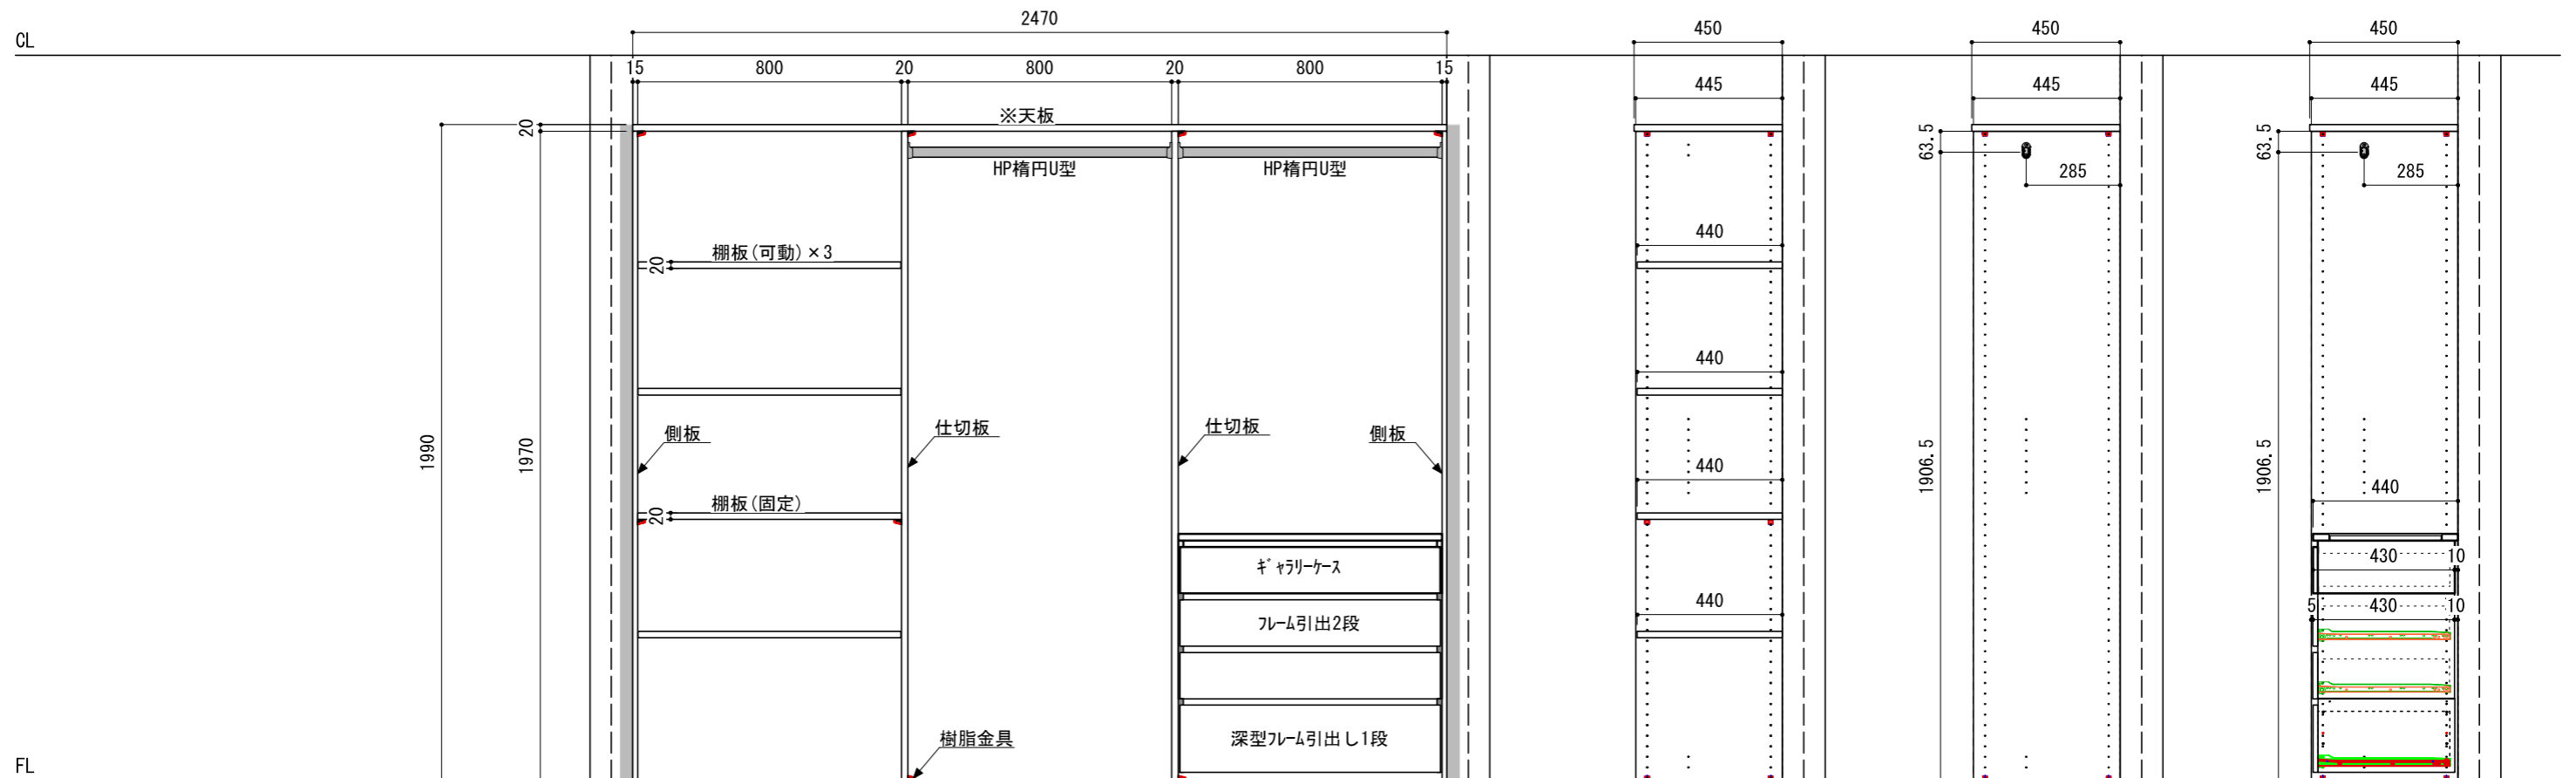 2470
450
450
450
CL
15
800
20
800
20
800
15
445
445
445
※天板
20
HP楕円U型
HP楕円U型
63.5
63.5
285
285
棚板(可動)×3
20
440
440
1990
1970
側板
仕切板
仕切板
側板
1906.5
1906.5
440
440
棚板(固定)
20
ｷﾞｬﾗﾘｰｹｰｽ
430
10
ﾌﾚｰﾑ引出2段
440
5
430
10
樹脂金具
深型ﾌﾚｰﾑ引出し1段
FL